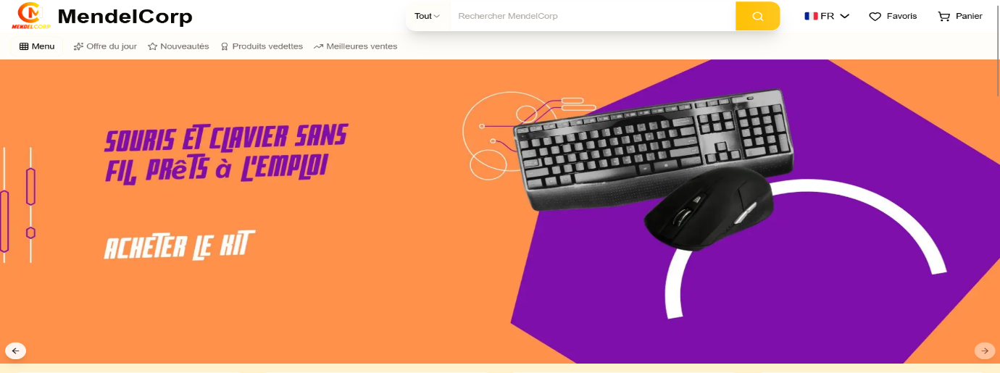 MendelCorp
MENDELCORP
Tout
Rechercher MendelCorp
FR
Favoris
Panier
Menu
Offre du jour
Nouveautés
Produits vedettes
Meilleures ventes
SOURIS ET CLAVIER SANS
FIL, PRêTS à L'EMPLOI
ACHETER LE KIT